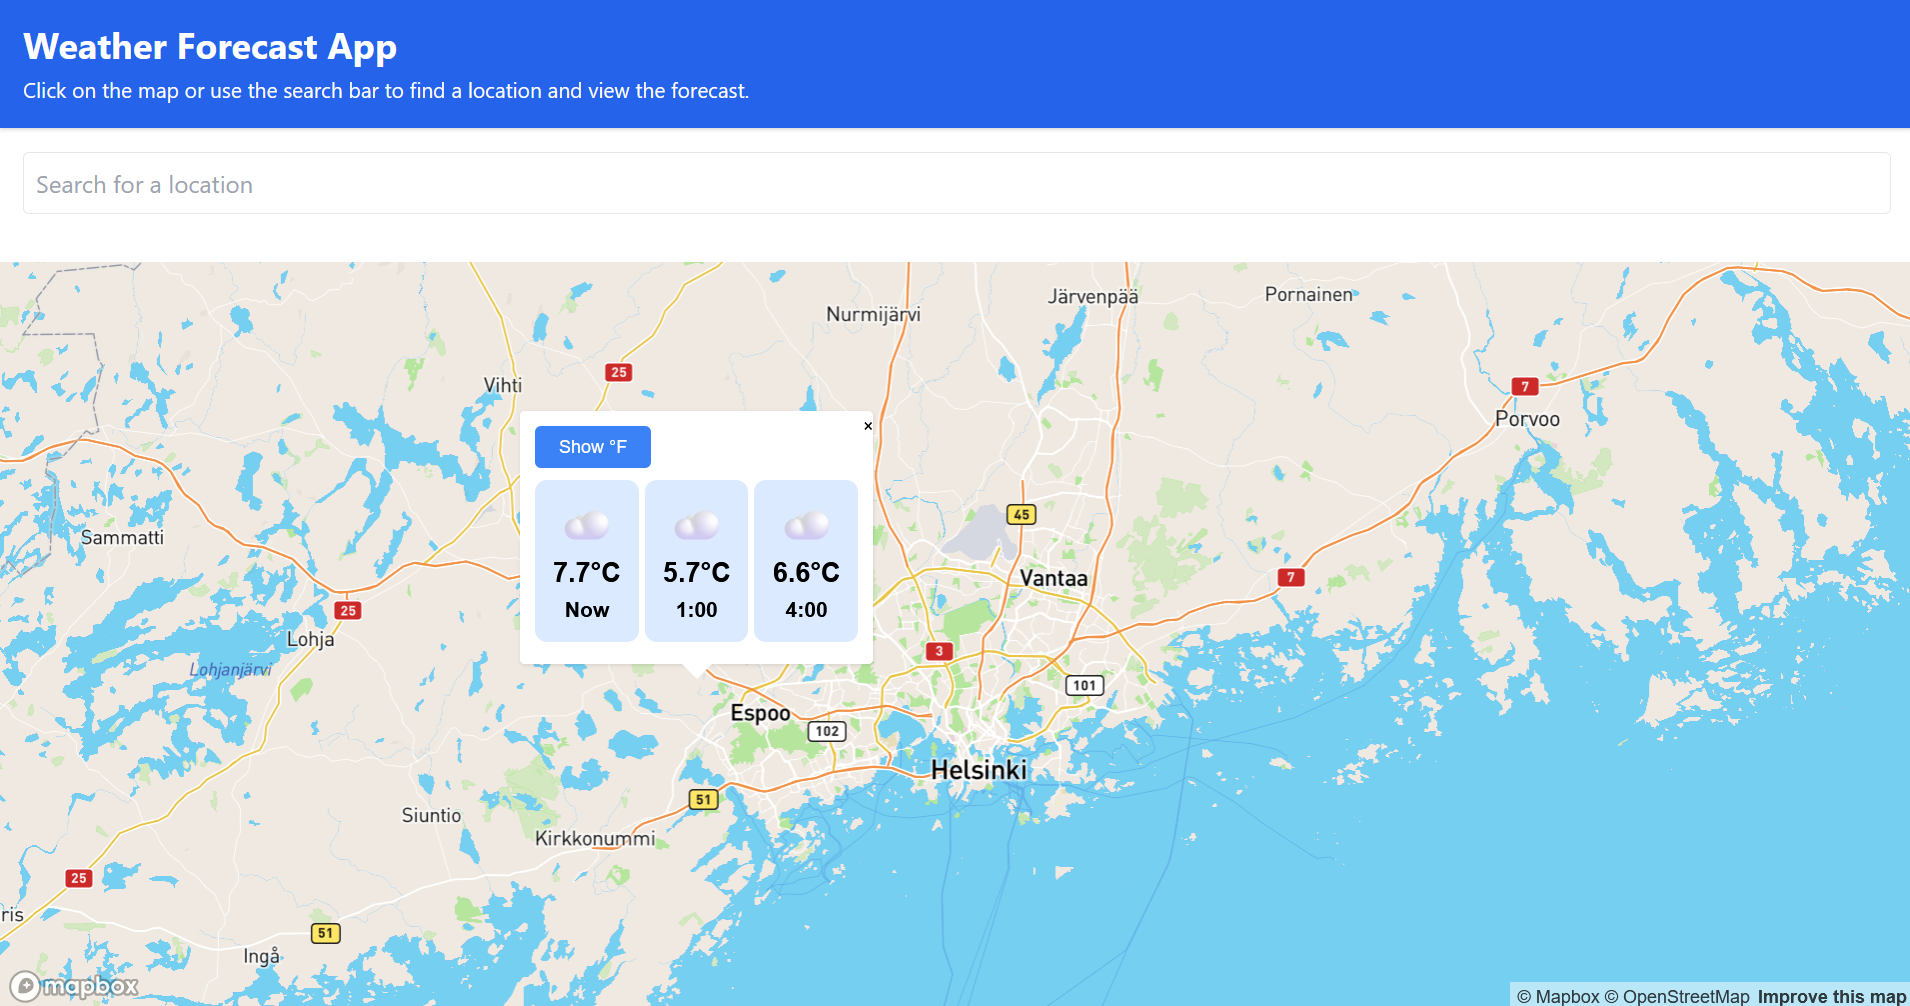 Weather Forecast App
Click on the map or use the search bar to find a location and view the forecast.
Search for a location
Järvenpää
Pornainen
Nurmijärvi
25
Vihti
7
Porvoo
×
Show °F
45
Sammatti
7.7°C
5.7°C
6.6°C
Vantaa
7
Now
1:00
4:00
25
Lohja
3
Lohjanjärvi
101
Espoo
102
Helsinki
51
Siuntio
Kirkkonummi
25
ris
51
Ingå
mapbox
© Mapbox © OpenStreetMap Improve this map